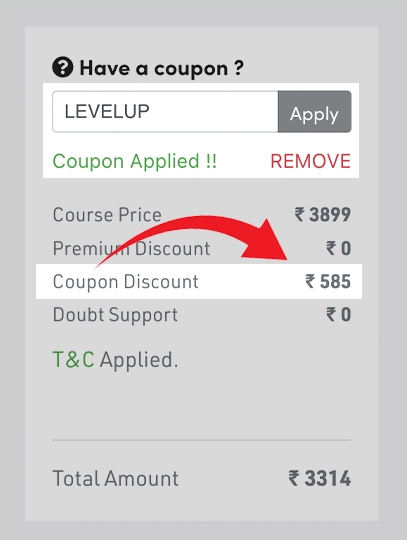 ? Have a coupon ?
LEVELUP Apply
Coupon Applied !! REMOVE
Course Price ₹ 3899
Premium Discount ₹ 0
Coupon Discount ₹ 585
Doubt Support ₹ 0
T&C Applied.
Total Amount ₹ 3314